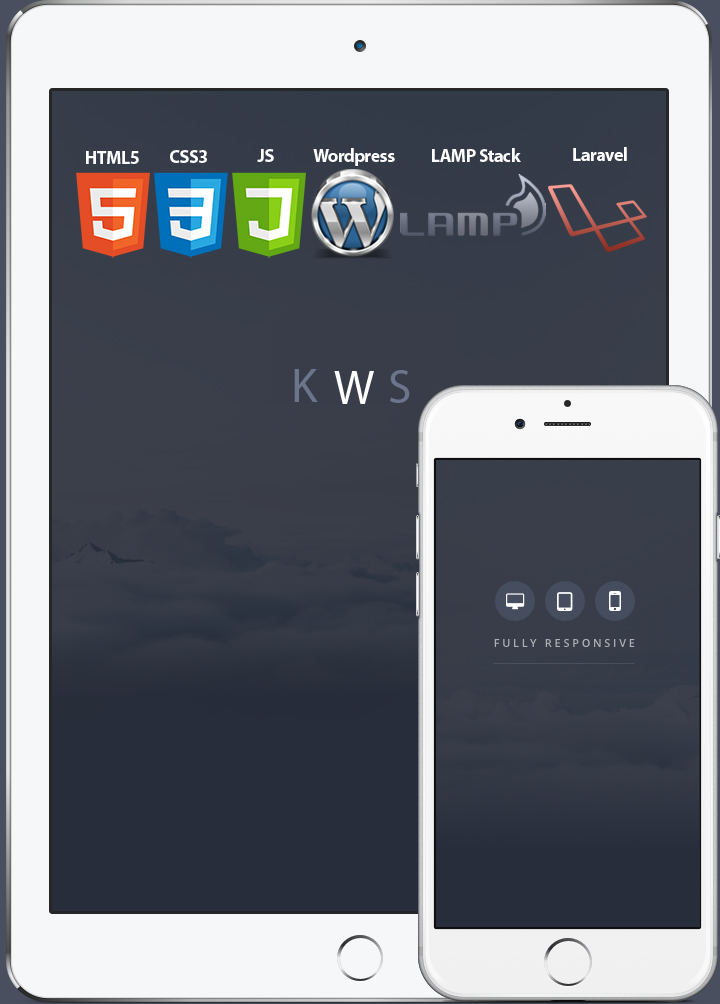 HTML5 CSS3 JS Wordpress LAMP Stack Laravel
5 3 J W LAMP
K W S
FULLY RESPONSIVE